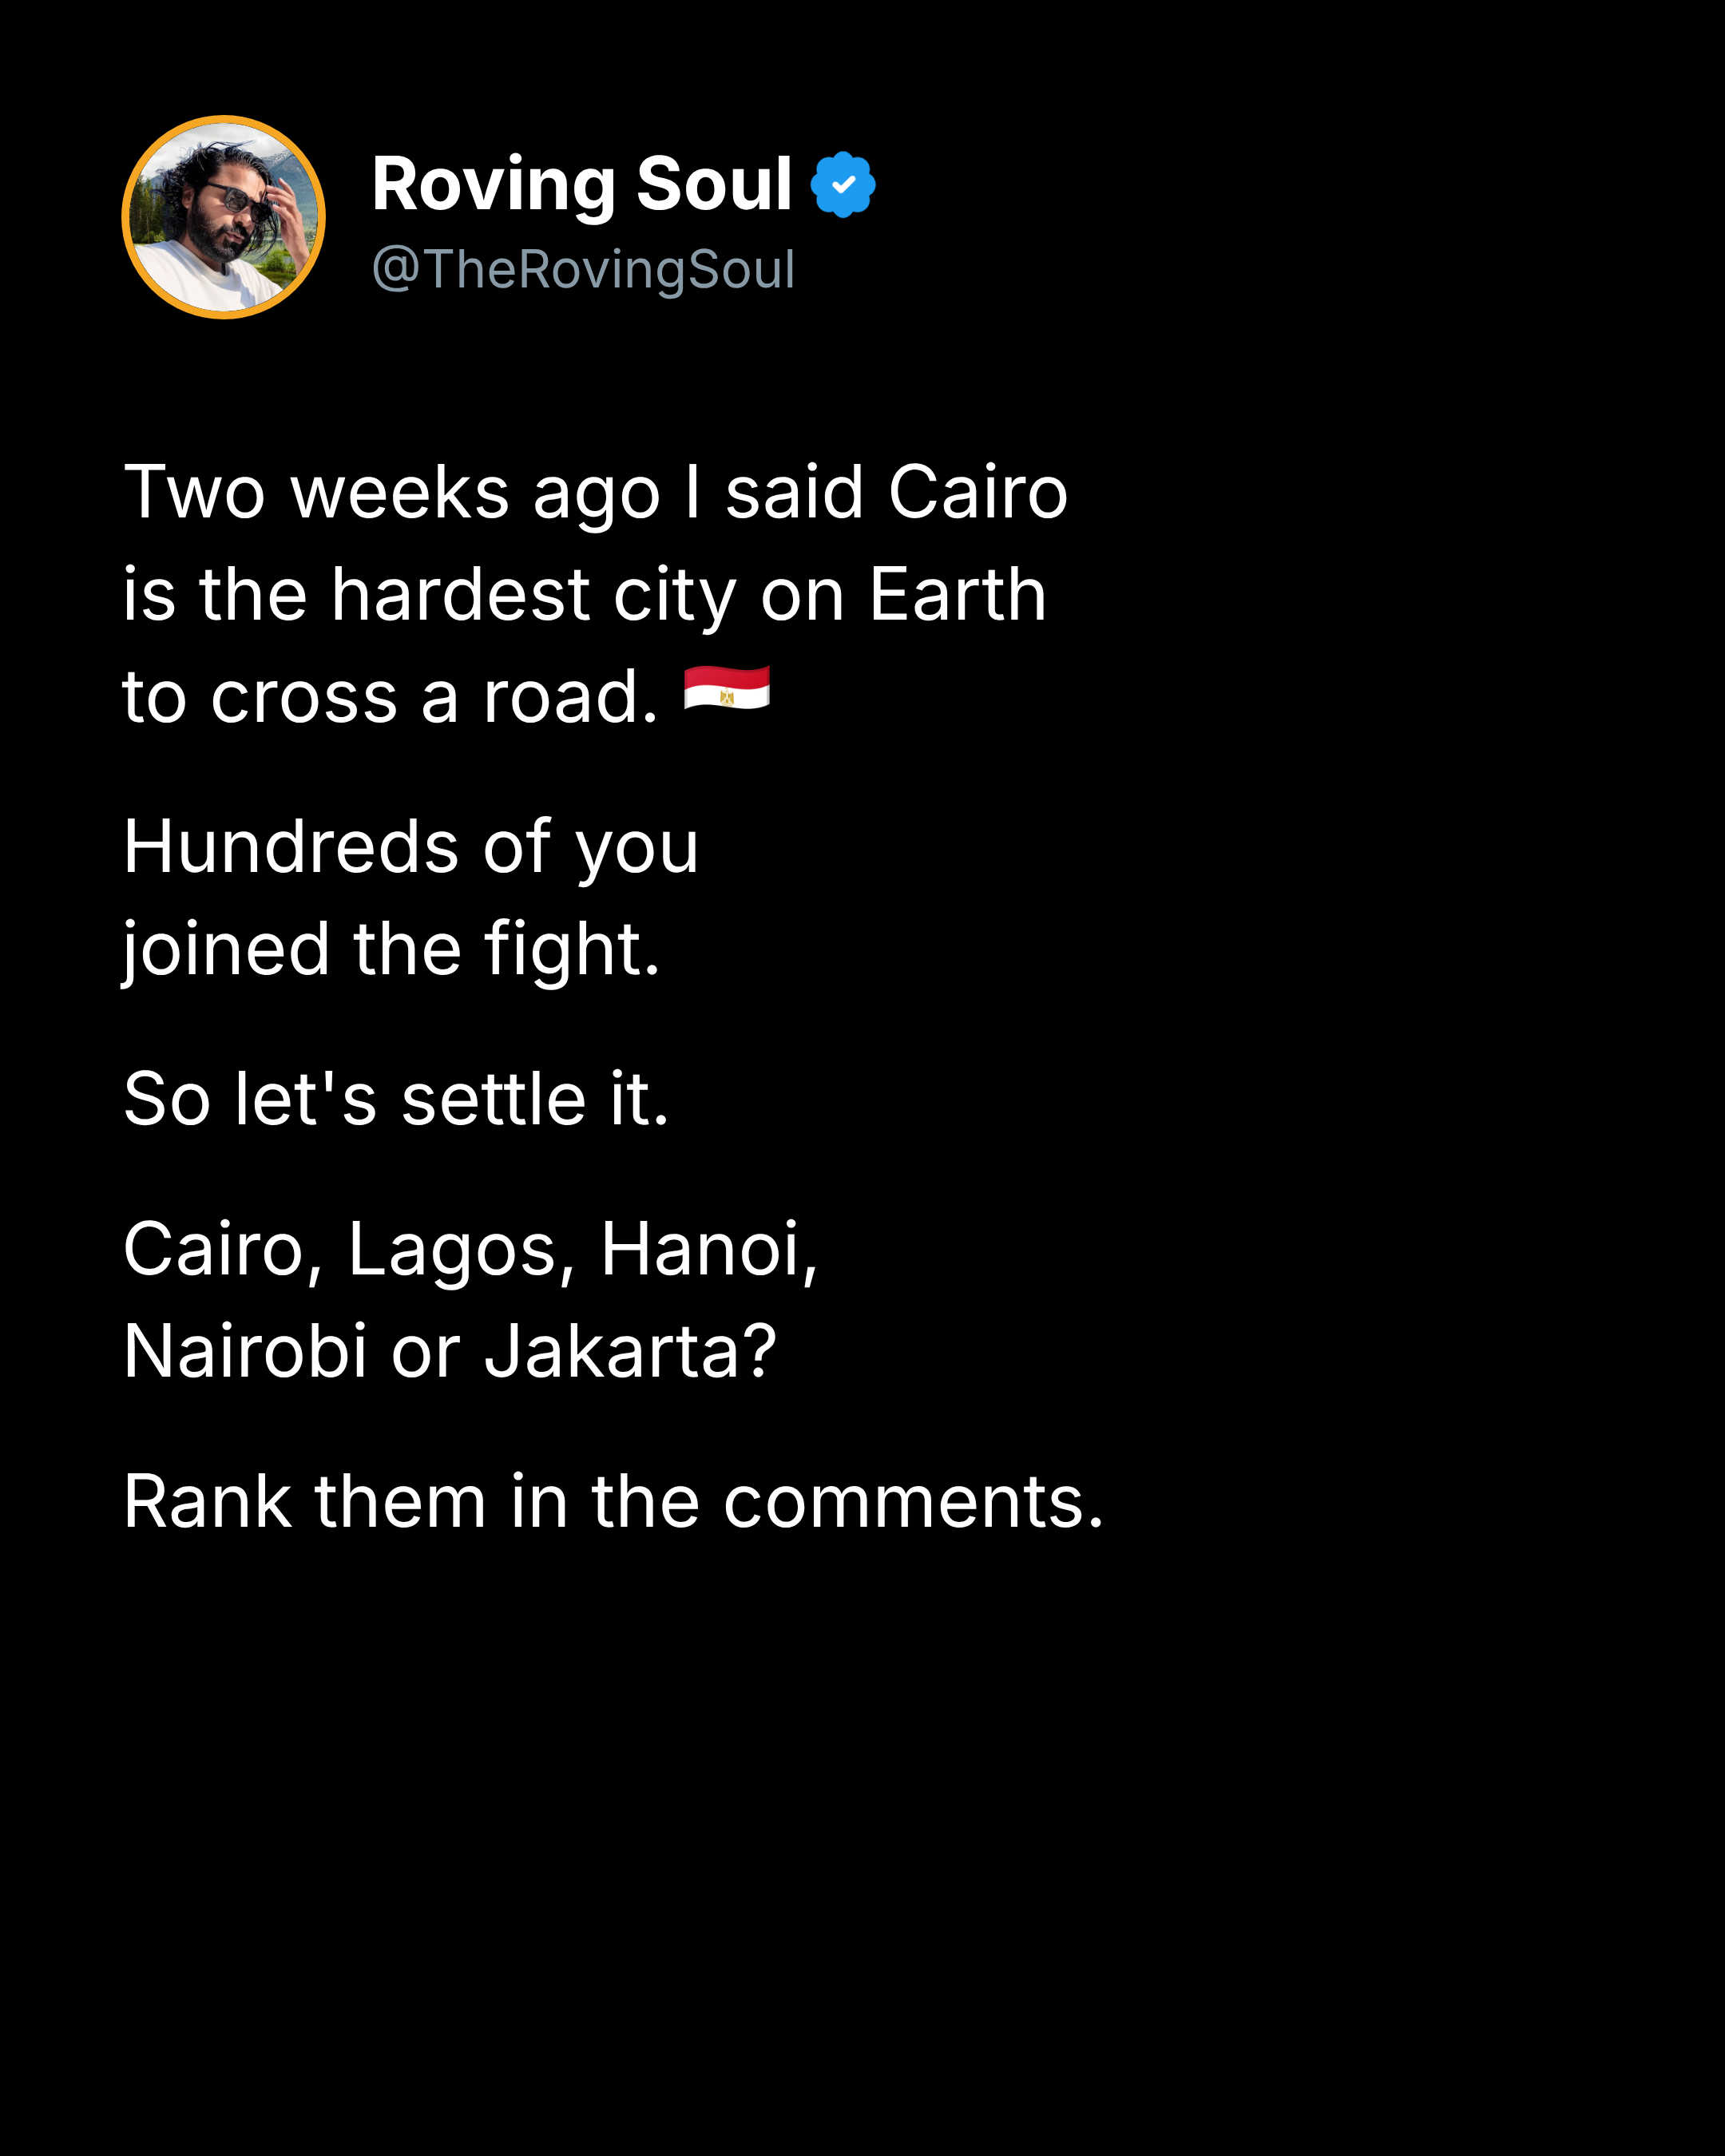 Roving Soul
@TheRovingSoul
Two weeks ago I said Cairo
is the hardest city on Earth
to cross a road. 🇪🇬
Hundreds of you
joined the fight.
So let's settle it.
Cairo, Lagos, Hanoi,
Nairobi or Jakarta?
Rank them in the comments.